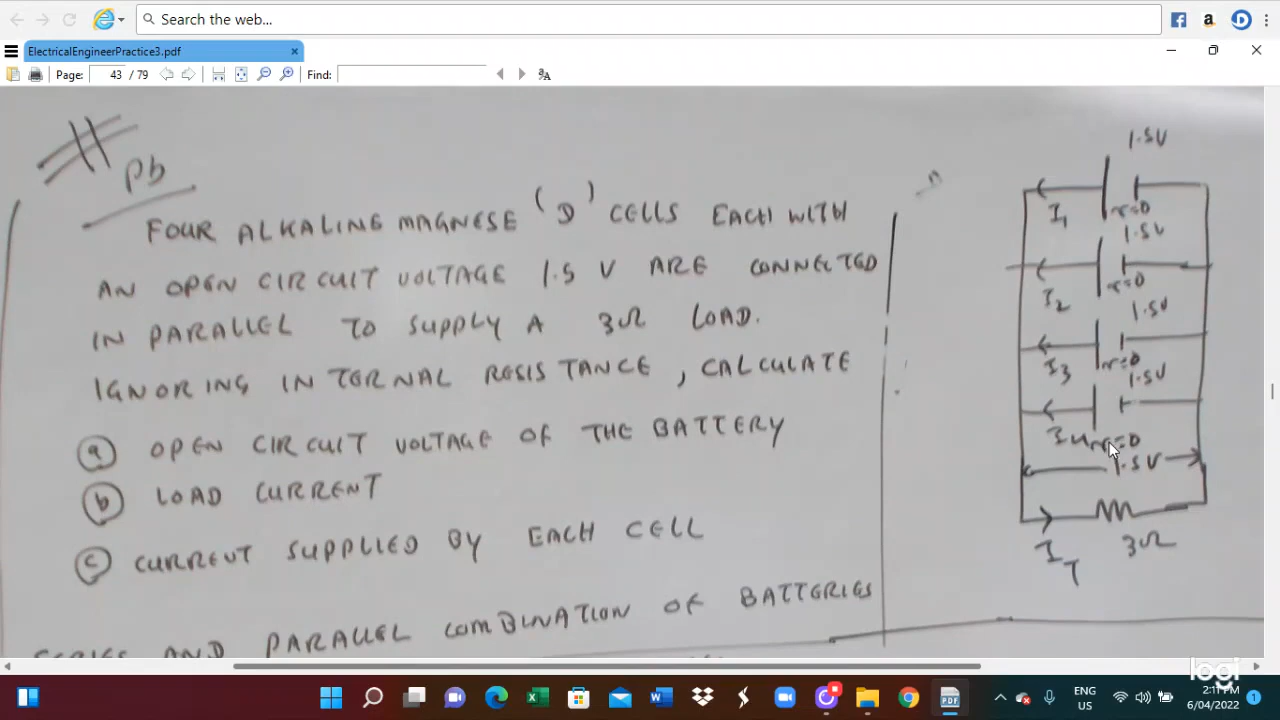 Search the web...
ElectricalEngineerPractice3.pdf
Page: 43 / 79 Find:
Pb
FOUR ALKALINE MAGNESE (D) CELLS EACH WITH
AN OPEN CIRCUIT VOLTAGE 1.5 V ARE CONNECTED
IN PARALLEL TO SUPPLY A 3Ω LOAD.
IGNORING INTERNAL RESISTANCE, CALCULATE
(a) OPEN CIRCUIT VOLTAGE OF THE BATTERY
(b) LOAD CURRENT
(c) CURRENT SUPPLIED BY EACH CELL
SERIES AND PARALLEL COMBINATION OF BATTERIES
1.5V
I1 r=0
1.5V
I2 r=0
1.5V
I3 r=0
1.5V
I4 r=0
1.5V
IT 3Ω
logi
ENG
US
2:11 PM
6/04/2022